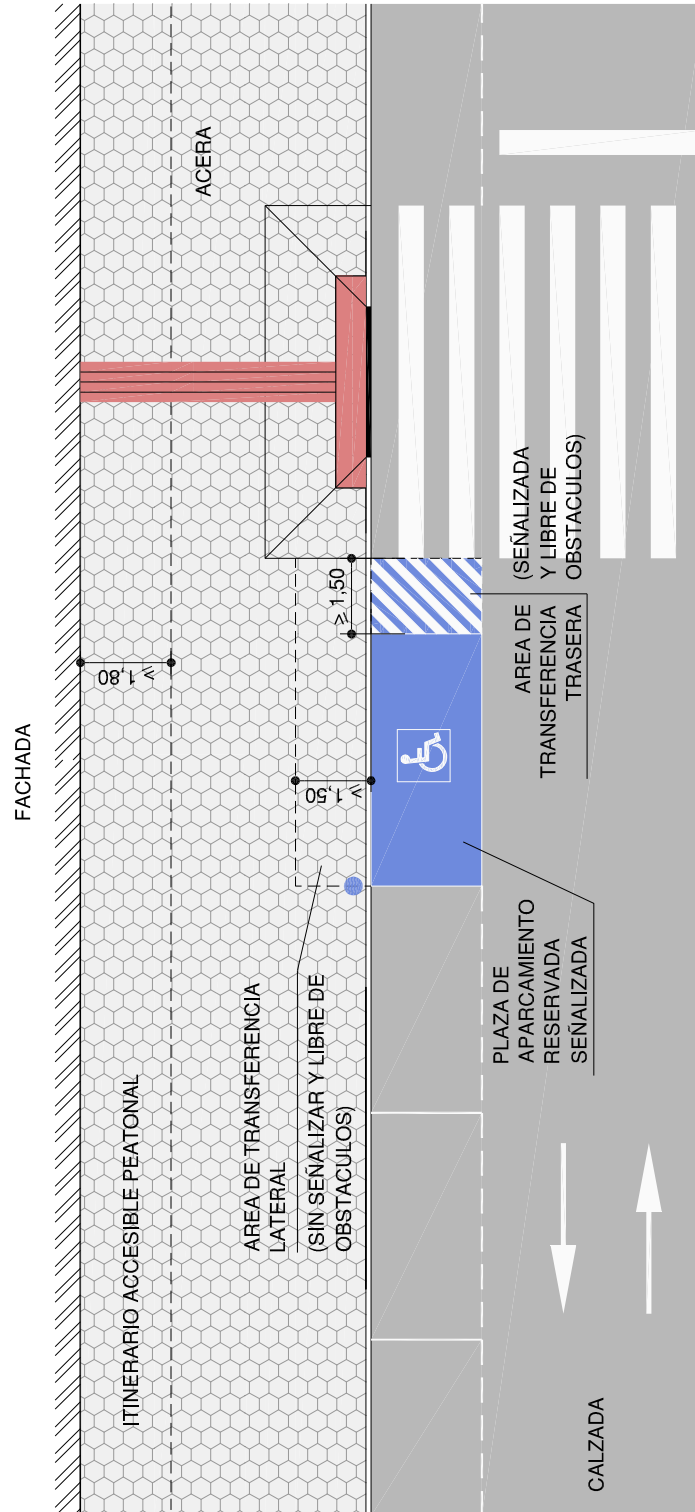 FACHADA
ITINERARIO ACCESIBLE PEATONAL
≥ 1,80
ACERA
AREA DE TRANSFERENCIA
LATERAL
(SIN SEÑALIZAR Y LIBRE DE
OBSTACULOS)
≥ 1,50
≥ 1,50
PLAZA DE
APARCAMIENTO
RESERVADA
SEÑALIZADA
AREA DE
TRANSFERENCIA
TRASERA
(SEÑALIZADA
Y LIBRE DE
OBSTACULOS)
CALZADA